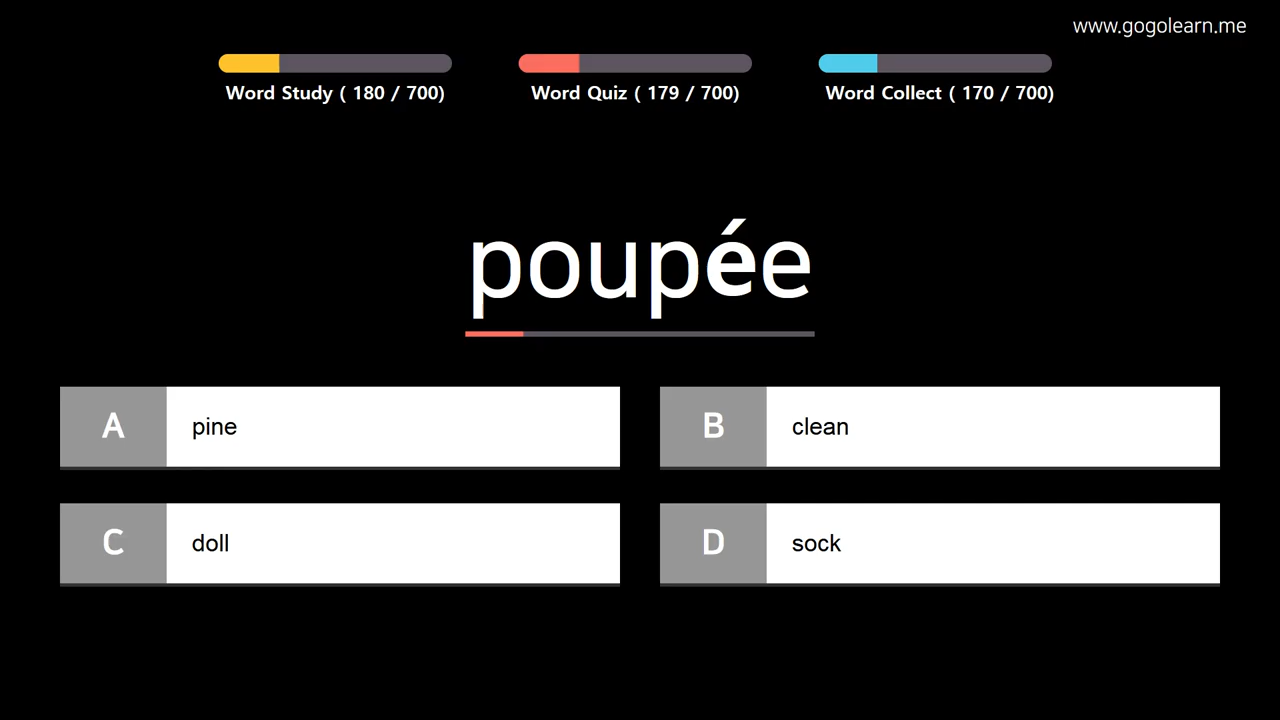 www.gogolearn.me
Word Study ( 180 / 700)
Word Quiz ( 179 / 700)
Word Collect ( 170 / 700)
poupée
A pine
B clean
C doll
D sock